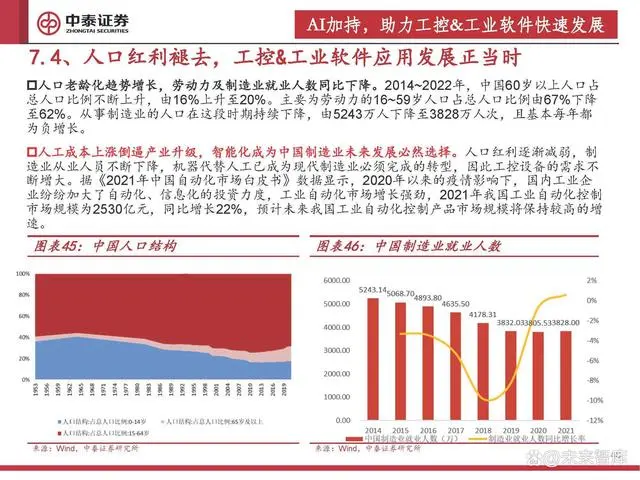 中泰证券
ZHONGTAI SECURITIES
AI加持，助力工控&工业软件快速发展
7.4、人口红利褪去，工控&工业软件应用发展正当时
口人口老龄化趋势增长，劳动力及制造业就业人数同比下降。2014~2022年，中国60岁以上人口占
总人口比例不断上升，由16%上升至20%。主要为劳动力的16~59岁人口占总人口比例由67%下降
至62%。从事制造业的人口在这段时期持续下降，由5243万人下降至3828万人次，且基本每年都
为负增长。
口人工成本上涨倒逼产业升级，智能化成为中国制造业未来发展必然选择。人口红利逐渐减弱，制
造业从业人员不断下降，机器代替人工已成为现代制造业必须完成的转型，因此工控设备的需求不
断增大。据《2021年中国自动化市场白皮书》数据显示，2020年以来的疫情影响下，国内工业企
业纷纷加大了自动化、信息化的投资力度，工业自动化市场增长强劲，2021年我国工业自动化控制
市场规模为2530亿元，同比增长22%，预计未来我国工业自动化控制产品市场规模将保持较高的增
速。
图表45：中国人口结构
100%
80%
60%
40%
20%
0%
1953 1956 1959 1962 1965 1968 1971 1974 1977 1980 1983 1986 1989 1992 1995 1998 2001 2004 2007 2010 2013 2016 2019
人口结构:占总人口比例:0-14岁 人口结构:占总人口比例:65岁及以上
人口结构:占总人口比例:15-64岁
来源：Wind，中泰证券研究所
图表46：中国制造业就业人数
6000.00
5000.00
4000.00
3000.00
2000.00
1000.00
0.00
5243.14 5068.70 4893.80 4635.50 4178.31 3832.03 3805.53 3828.00
2%
0%
-2%
-4%
-6%
-8%
-10%
-12%
2014 2015 2016 2017 2018 2019 2020 2021
中国制造业就业人数（万） 制造业就业人数同比增长率
来源：Wind，中泰证券研究所
未来智库